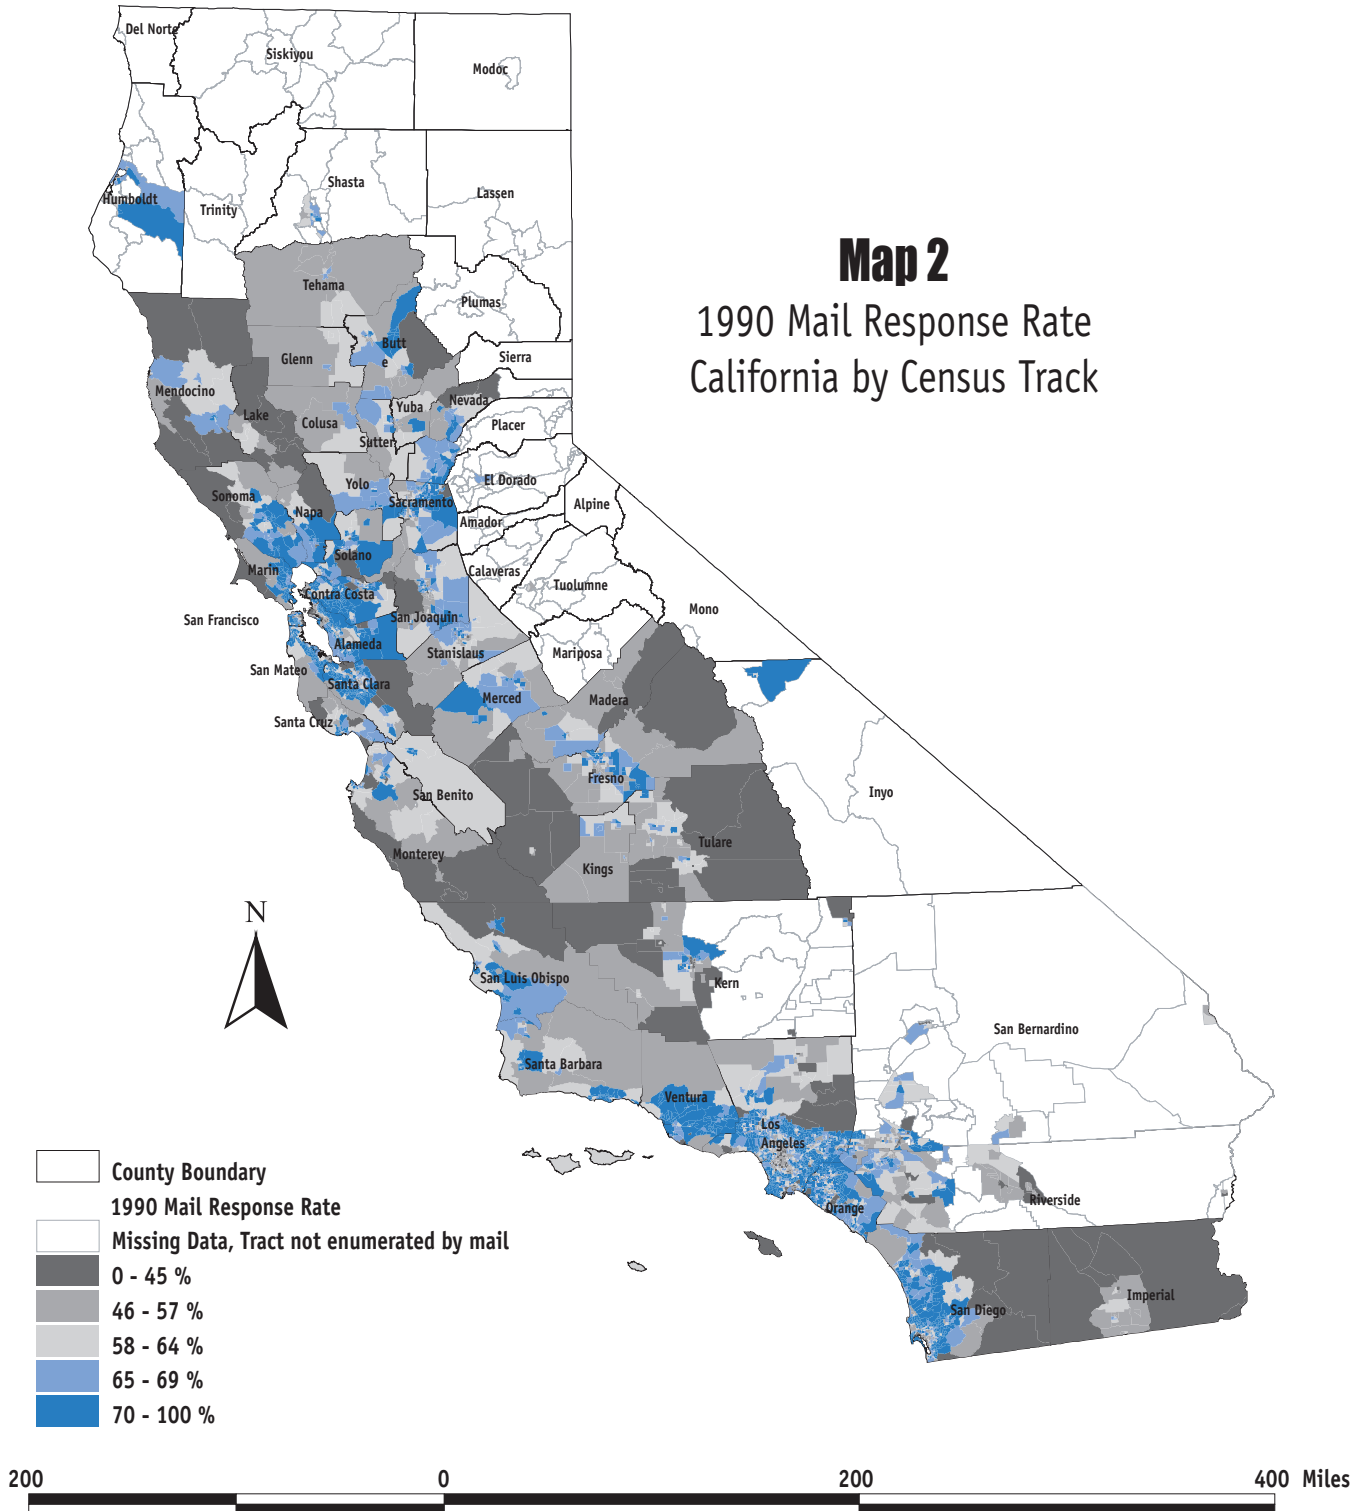 Del Norte
Siskiyou
Modoc
Shasta
Lassen
Humboldt
Trinity
Map 2
1990 Mail Response Rate
California by Census Track
Tehama
Plumas
Butt
e
Glenn
Sierra
Mendocino
Nevada
Lake
Yuba
Colusa
Placer
Sutter
Yolo
El Dorado
Sonoma
Sacramento
Alpine
Napa
Amador
Solano
Marin
Calaveras
Tuolumne
Contra Costa
Mono
San Francisco
San Joaquin
Alameda
Stanislaus
Mariposa
San Mateo
Santa Clara
Merced
Madera
Santa Cruz
Fresno
Inyo
San Benito
Tulare
Monterey
Kings
N
San Luis Obispo
Kern
San Bernardino
Santa Barbara
Ventura
Los
Angeles
Riverside
Orange
Imperial
San Diego
County Boundary
1990 Mail Response Rate
Missing Data, Tract not enumerated by mail
0 - 45 %
46 - 57 %
58 - 64 %
65 - 69 %
70 - 100 %
200 0 200 400 Miles